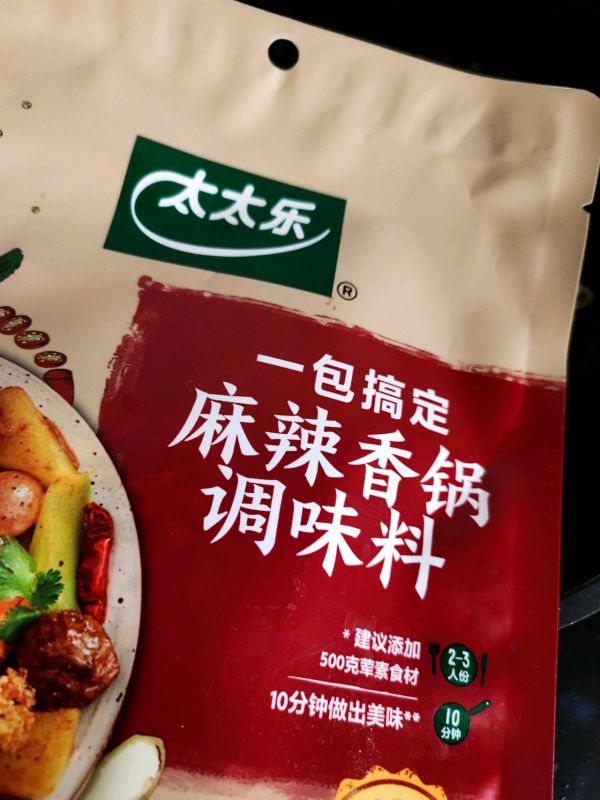 太太乐
®
一包搞定
麻辣香锅
调味料
*建议添加
500克荤素食材
2-3
人份
10分钟做出美味**
10
分钟